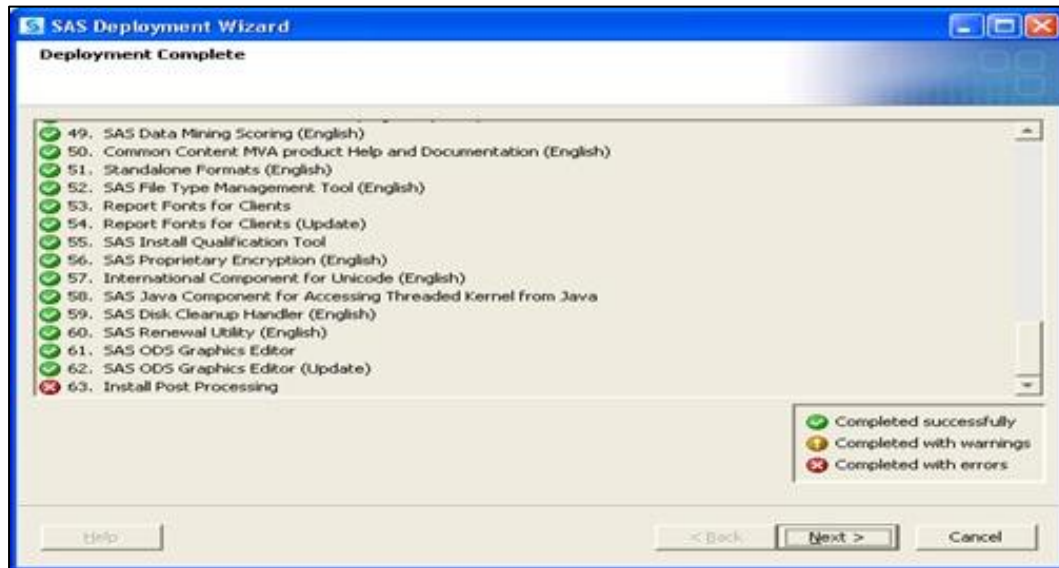 SAS Deployment Wizard
Deployment Complete
49. SAS Data Mining Scoring (English)
50. Common Content MVA product Help and Documentation (English)
51. Standalone Formats (English)
52. SAS File Type Management Tool (English)
53. Report Fonts for Clients
54. Report Fonts for Clients (Update)
55. SAS Install Qualification Tool
56. SAS Proprietary Encryption (English)
57. International Component for Unicode (English)
58. SAS Java Component for Accessing Threaded Kernel from Java
59. SAS Disk Cleanup Handler (English)
60. SAS Renewal Utility (English)
61. SAS ODS Graphics Editor
62. SAS ODS Graphics Editor (Update)
63. Install Post Processing
Completed successfully
Completed with warnings
Completed with errors
Help
< Back
Next >
Cancel